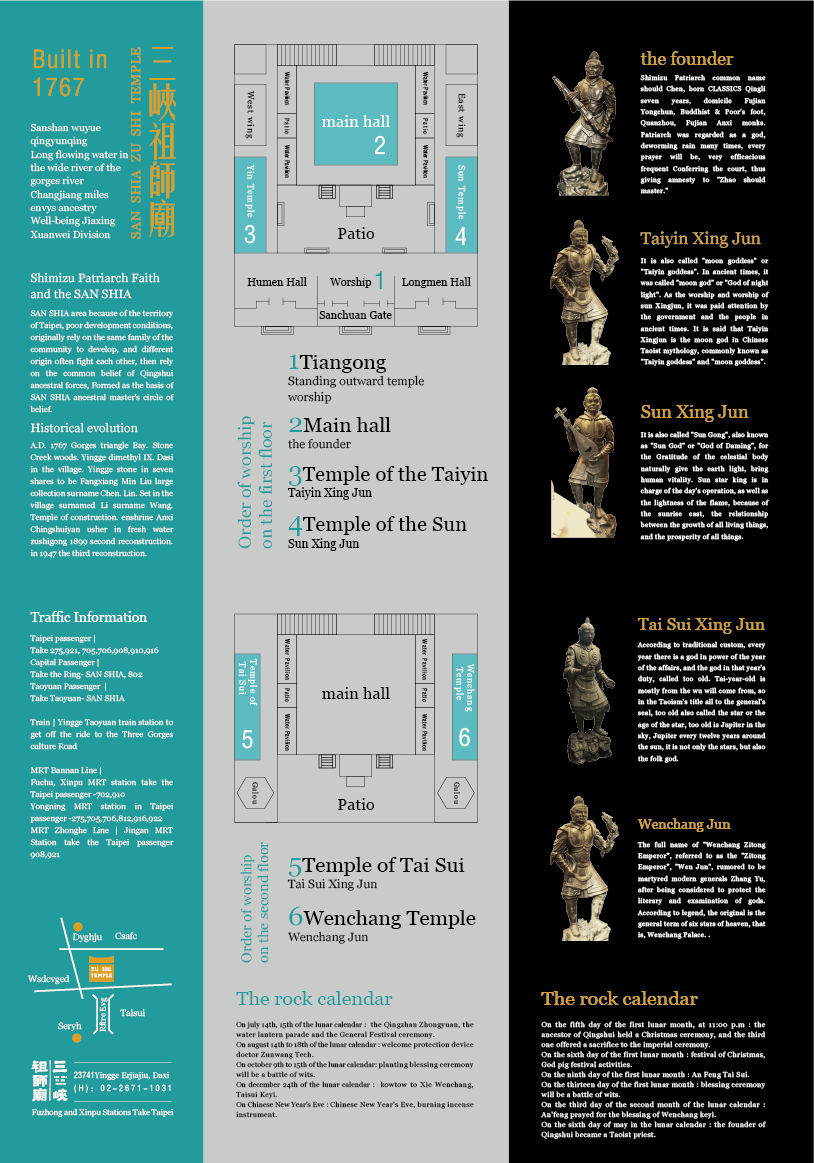 Built in
1767
SAN SHIA ZU SHI TEMPLE
三峽祖師廟
Sanshan wuyue
qingyunqing
Long flowing water in
the wide river of the
gorges river
Changjiang miles
envys ancestry
Well-being Jiaxing
Xuanwei Division
Shimizu Patriarch Faith
and the SAN SHIA
SAN SHIA area because of the territory
of Taipei, poor development conditions,
originally rely on the same family of the
community to develop, and different
origin often fight each other, then rely
on the common belief of Qingshui
ancestral forces, Formed as the basis of
SAN SHIA ancestral master's circle of
belief.
Historical evolution
A.D. 1767 Gorges triangle Bay. Stone
Creek woods. Yingge dimethyl IX. Dasi
in the village. Yingge stone in seven
shares to be Fangxiang Min Liu large
collection surname Chen. Lin. Set in the
village surnamed Li surname Wang.
Temple of construction. enshrine Anxi
Chingshuiyan usher in fresh water
zushigong 1899 second reconstruction.
in 1947 the third reconstruction.
Traffic Information
Taipei passenger |
Take 275,921, 705,706,908,910,916
Capital Passenger |
Take the Ring- SAN SHIA, 802
Taoyuan Passenger |
Take Taoyuan- SAN SHIA
Train | Yingge Taoyuan train station to
get off the ride to the Three Gorges
culture Road
MRT Bannan Line |
Fuchu, Xinpu MRT station take the
Taipei passenger -702,910
Yongning MRT station in Taipei
passenger -275,705,706,812,916,922
MRT Zhonghe Line | Jingan MRT
Station take the Taipei passenger
908,921
Dyghju
Csafc
ZU SHI
TEMPLE
Wsdcvged
Taisui
Seryh
三峽
祖師廟
23741Yingge Erjiajiu, Daxi
(H): 02-2671-1031
Fuzhong and Xinpu Stations Take Taipei
Water Pavilion
Patio
Water Pavilion
Water Pavilion
Patio
Water Pavilion
West wing
East wing
main hall
2
Yin Temple
3
Sun Temple
4
Patio
Humen Hall
Worship 1
Longmen Hall
Sanchuan Gate
Order of worship
on the first floor
1Tiangong
Standing outward temple
worship
2Main hall
the founder
3Temple of the Taiyin
Taiyin Xing Jun
4Temple of the Sun
Sun Xing Jun
Water Pavilion
Patio
Water Pavilion
Water Pavilion
Patio
Water Pavilion
Temple of
Tai Sui
5
main hall
Wenchang
Temple
6
Gulou
Gulou
Patio
Order of worship
on the second floor
5Temple of Tai Sui
Tai Sui Xing Jun
6Wenchang Temple
Wenchang Jun
The rock calendar
On july 14th, 15th of the lunar calendar : the Qingzhan Zhongyuan, the
water lantern parade and the General Festival ceremony.
On august 14th to 18th of the lunar calendar : welcome protection device
doctor Zunwang Tech.
On october 9th to 15th of the lunar calendar: planting blessing ceremony
will be a battle of wits.
On december 24th of the lunar calendar : kowtow to Xie Wenchang,
Taisui Keyi.
On Chinese New Year's Eve : Chinese New Year's Eve, burning incense
instrument.
the founder
Shimizu Patriarch common name
should Chen, born CLASSICS Qingli
seven years, domicile Fujian
Yongchun, Buddhist & Poor's foot,
Quanzhou, Fujian Anxi monks.
Patriarch was regarded as a god,
deworming rain many times, every
prayer will be, very efficacious
frequent Conferring the court, thus
giving amnesty to "Zhao should
master."
Taiyin Xing Jun
It is also called "moon goddess" or
"Taiyin goddess". In ancient times, it
was called "moon god" or "God of night
light". As the worship and worship of
sun Xingjun, it was paid attention by
the government and the people in
ancient times. It is said that Taiyin
Xingjun is the moon god in Chinese
Taoist mythology, commonly known as
"Taiyin goddess" and "moon goddess".
Sun Xing Jun
It is also called "Sun Gong", also known
as "Sun God" or "God of Daming", for
the Gratitude of the celestial body
naturally give the earth light, bring
human vitality. Sun star king is in
charge of the day's operation, as well as
the lightness of the flame, because of
the sunrise east, the relationship
between the growth of all living things,
and the prosperity of all things.
Tai Sui Xing Jun
According to traditional custom, every
year there is a god in power of the year
of the affairs, and the god in that year's
duty, called too old. Tai-year-old is
mostly from the wu will come from, so
in the Taoism's title all to the general's
seal, too old also called the star or the
age of the star, too old is Jupiter in the
sky, Jupiter every twelve years around
the sun, it is not only the stars, but also
the folk god.
Wenchang Jun
The full name of "Wenchang Zitong
Emperor", referred to as the "Zitong
Emperor", "Wen Jun", rumored to be
martyred modern generals Zhang Yu,
after being considered to protect the
literary and examination of gods.
According to legend, the original is the
general term of six stars of heaven, that
is, Wenchang Palace. .
The rock calendar
On the fifth day of the first lunar month, at 11:00 p.m : the
ancestor of Qingshui held a Christmas ceremony, and the third
one offered a sacrifice to the imperial ceremony.
On the sixth day of the first lunar month : festival of Christmas,
God pig festival activities.
On the ninth day of the first lunar month : An Feng Tai Sui.
On the thirteen day of the first lunar month : blessing ceremony
will be a battle of wits.
On the third day of the second month of the lunar calendar :
An'feng prayed for the blessing of Wenchang keyi.
On the sixth day of may in the lunar calendar : the founder of
Qingshui became a Taoist priest.